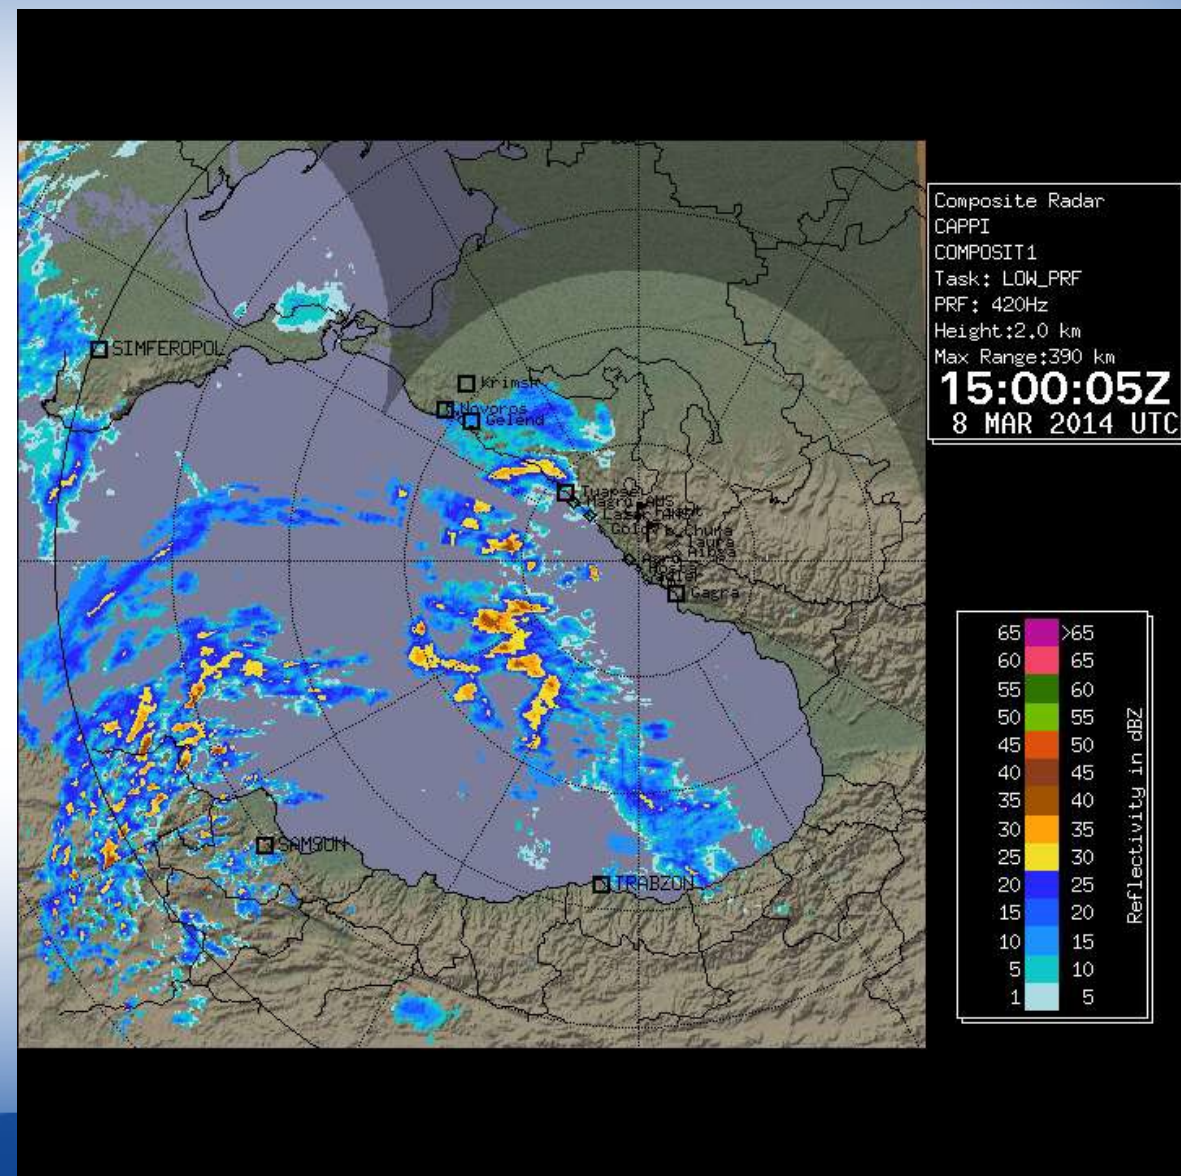 Composite Radar
CAPPI
COMPOSIT1
Task: LOW_PRF
PRF: 420Hz
Height:2.0 km
Max Range:390 km
15:00:05Z
8 MAR 2014 UTC
SIMFEROPOL
Krimsk
Novoros
Gelend
Tuapse
Gagra
SAMSUN
TRABZON
65 >65
60 65
55 60
50 55
45 50
40 45
35 40
30 35
25 30
20 25
15 20
10 15
5 10
1 5
Reflectivity in dBZ